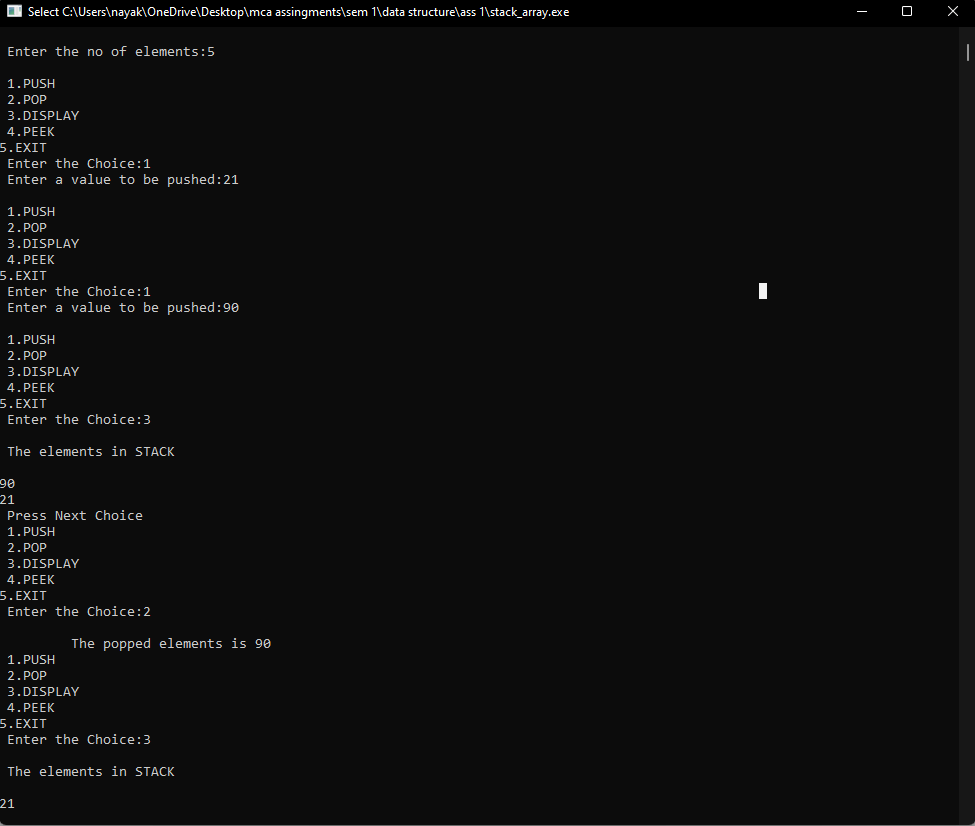 Select C:\Users\nayak\OneDrive\Desktop\mca assingments\sem 1\data structure\ass 1\stack_array.exe
Enter the no of elements:5
1.PUSH
2.POP
3.DISPLAY
4.PEEK
5.EXIT
Enter the Choice:1
Enter a value to be pushed:21
1.PUSH
2.POP
3.DISPLAY
4.PEEK
5.EXIT
Enter the Choice:1
Enter a value to be pushed:90
1.PUSH
2.POP
3.DISPLAY
4.PEEK
5.EXIT
Enter the Choice:3
The elements in STACK
90
21
Press Next Choice
1.PUSH
2.POP
3.DISPLAY
4.PEEK
5.EXIT
Enter the Choice:2
The popped elements is 90
1.PUSH
2.POP
3.DISPLAY
4.PEEK
5.EXIT
Enter the Choice:3
The elements in STACK
21